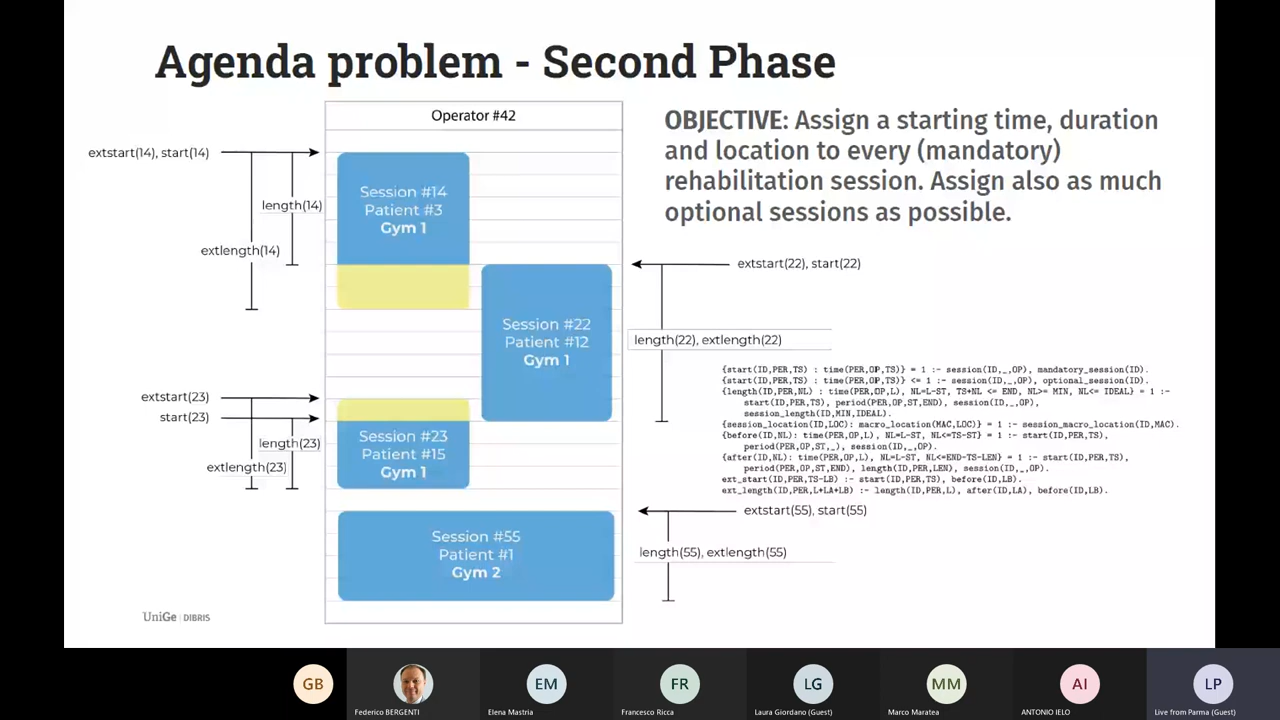 Agenda problem - Second Phase
Operator #42
extstart(14), start(14)
length(14)
extlength(14)
Session #14
Patient #3
Gym 1
Session #22
Patient #12
Gym 1
extstart(22), start(22)
length(22), extlength(22)
extstart(23)
start(23)
length(23)
extlength(23)
Session #23
Patient #15
Gym 1
Session #55
Patient #1
Gym 2
extstart(55), start(55)
length(55), extlength(55)
OBJECTIVE: Assign a starting time, duration
and location to every (mandatory)
rehabilitation session. Assign also as much
optional sessions as possible.
{start(ID,PER,TS) : time(PER,OP,TS)} = 1 :- session(ID,_,OP), mandatory_session(ID).
{start(ID,PER,TS) : time(PER,OP,TS)} <= 1 :- session(ID,_,OP), optional_session(ID).
{length(ID,PER,NL) : time(PER,OP,L), NL=L-ST, TS+NL <= END, NL>= MIN, NL<= IDEAL} = 1 :-
start(ID,PER,TS), period(PER,OP,ST,END), session(ID,_,OP),
session_length(ID,MIN,IDEAL).
{session_location(ID,LOC): macro_location(MAC,LOC)} = 1 :- session_macro_location(ID,MAC).
{before(ID,NL): time(PER,OP,L), NL=L-ST, NL<=TS-ST} = 1 :- start(ID,PER,TS),
period(PER,OP,ST,_), session(ID,_,OP).
{after(ID,NL): time(PER,OP,L), NL=L-ST, NL<=END-TS-LEN} = 1 :- start(ID,PER,TS),
period(PER,OP,ST,END), length(ID,PER,LEN), session(ID,_,OP).
ext_start(ID,PER,TS-LB) :- start(ID,PER,TS), before(ID,LB).
ext_length(ID,PER,L+LA+LB) :- length(ID,PER,L), after(ID,LA), before(ID,LB).
UniGe | DIBRIS
GB
EM
FR
LG
MM
AI
LP
Federico BERGENTI
Elena Mastria
Francesco Ricca
Laura Giordano (Guest)
Marco Maratea
ANTONIO IELO
Live from Parma (Guest)